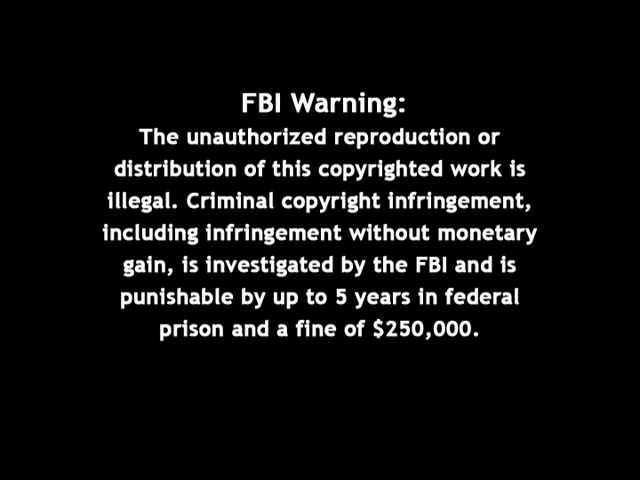 FBI Warning:
The unauthorized reproduction or
distribution of this copyrighted work is
illegal. Criminal copyright infringement,
including infringement without monetary
gain, is investigated by the FBI and is
punishable by up to 5 years in federal
prison and a fine of $250,000.